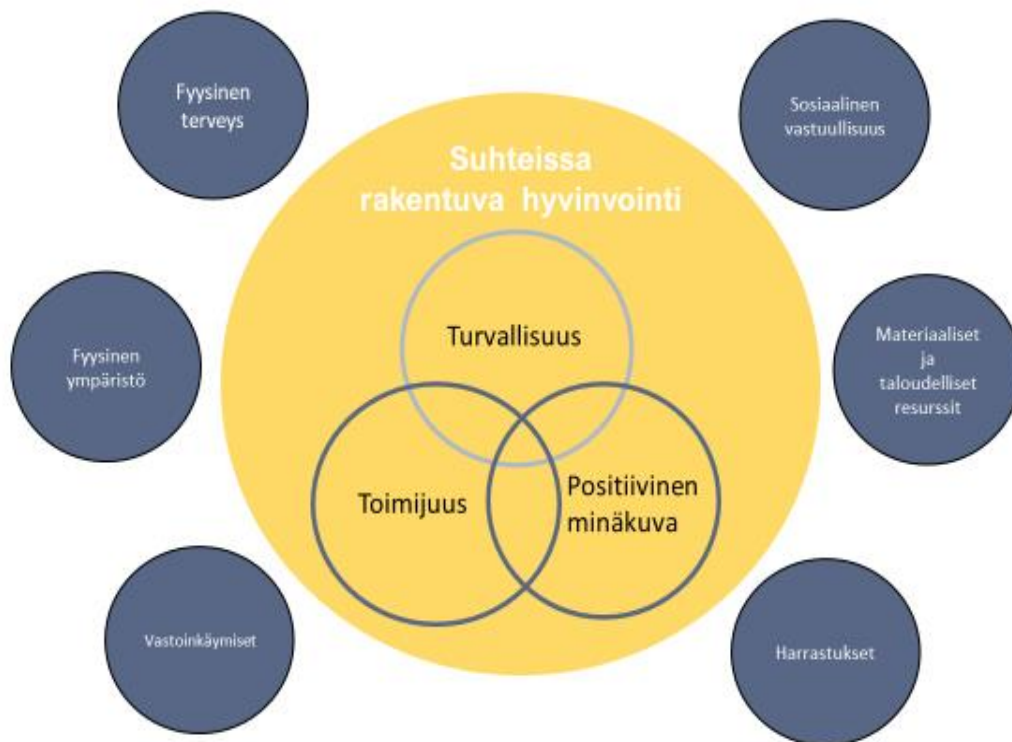 Fyysinen
terveys
Sosiaalinen
vastuullisuus
Suhteissa
rakentuva hyvinvointi
Turvallisuus
Fyysinen
ympäristö
Materiaaliset
ja
taloudelliset
resurssit
Toimijuus
Positiivinen
minäkuva
Vastoinkäymiset
Harrastukset